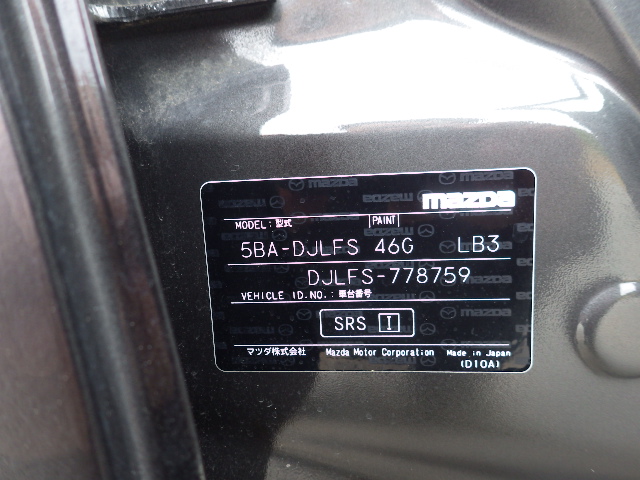 mazda
MODEL:型式 PAINT
5BA-DJLFS 46G LB3
DJLFS-778759
VEHICLE ID.NO.:車台番号
SRS I
マツダ株式会社 Mazda Motor Corporation Made in Japan
(D10A)